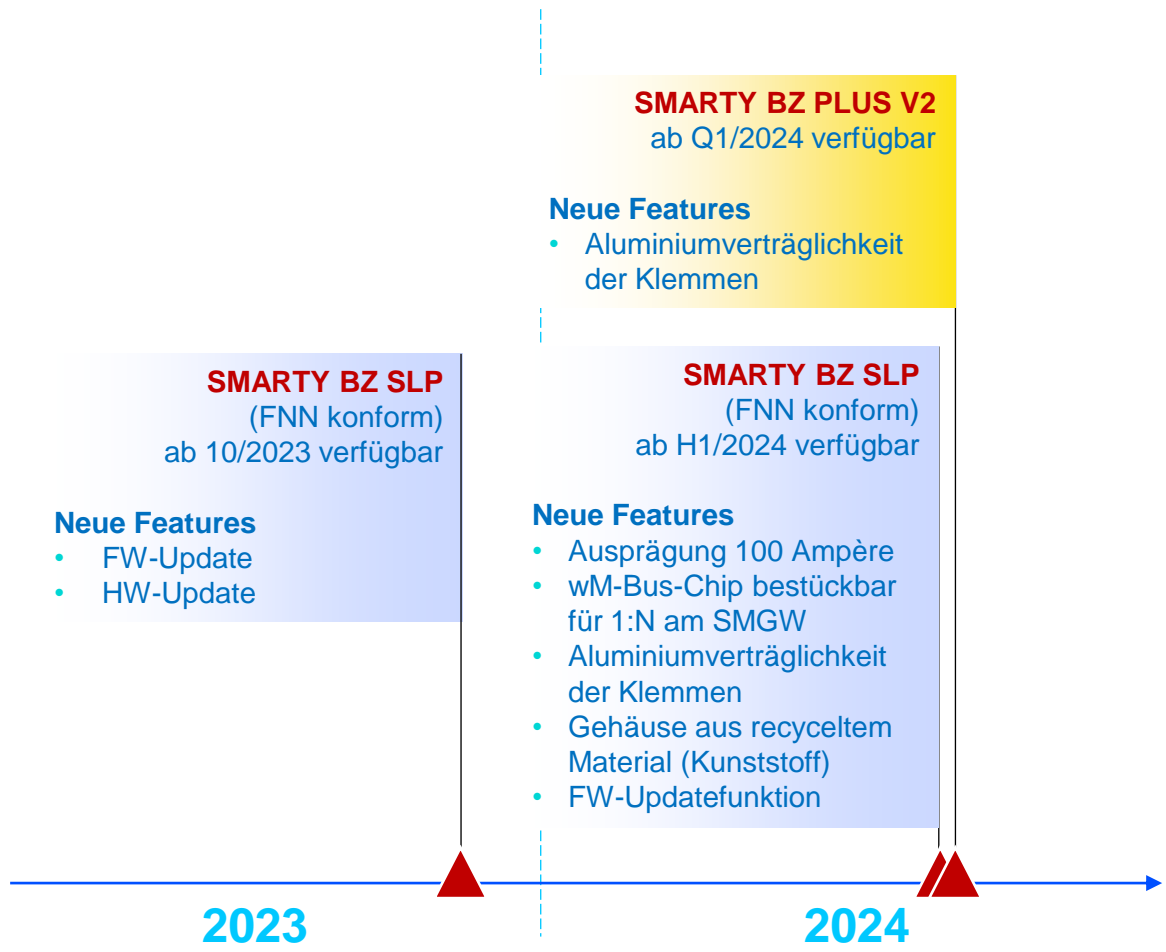 SMARTY BZ PLUS V2
ab Q1/2024 verfügbar
Neue Features
• Aluminiumverträglichkeit
der Klemmen
SMARTY BZ SLP
(FNN konform)
ab 10/2023 verfügbar
Neue Features
• FW-Update
• HW-Update
SMARTY BZ SLP
(FNN konform)
ab H1/2024 verfügbar
Neue Features
• Ausprägung 100 Ampère
• wM-Bus-Chip bestückbar
für 1:N am SMGW
• Aluminiumverträglichkeit
der Klemmen
• Gehäuse aus recyceltem
Material (Kunststoff)
• FW-Updatefunktion
2023
2024